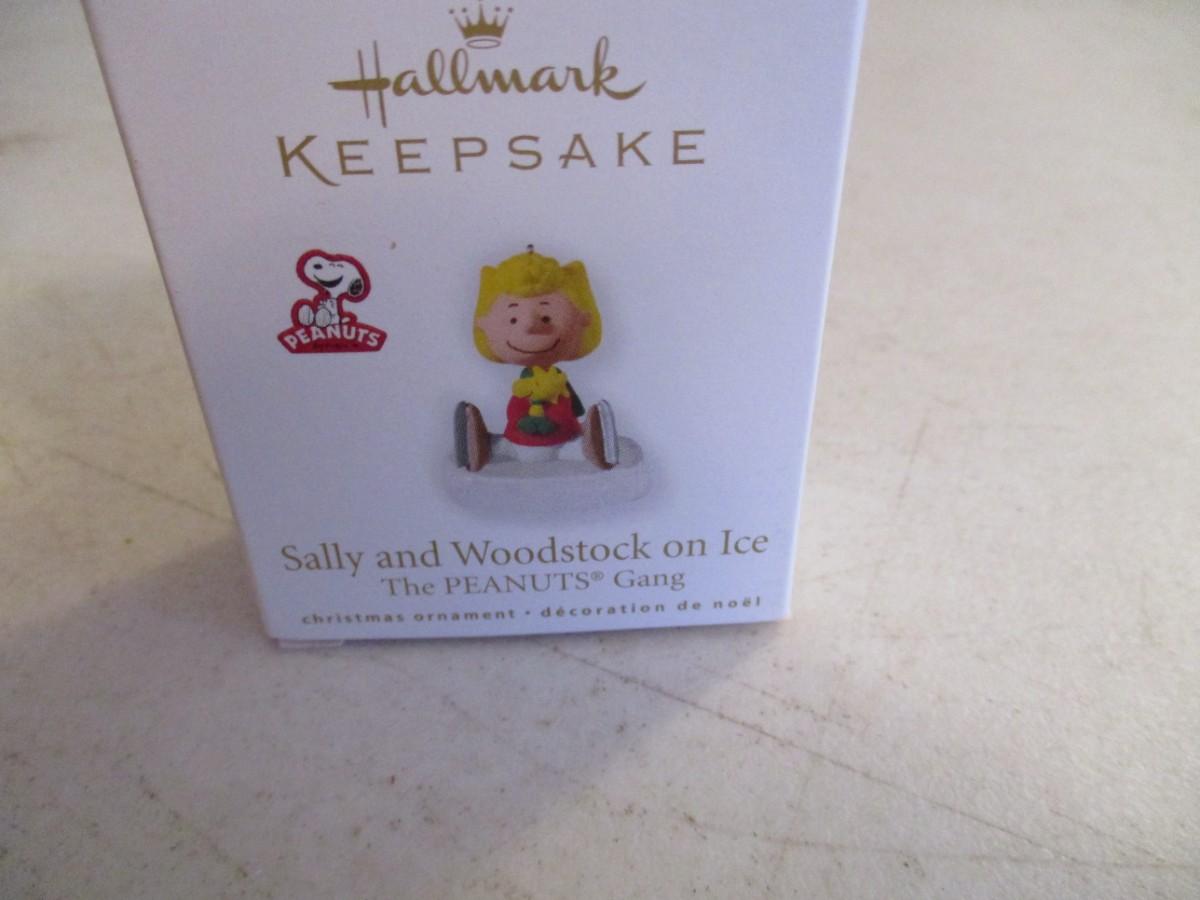 Hallmark
KEEPSAKE
PEANUTS
Sally and Woodstock on Ice
The PEANUTS® Gang
christmas ornament • décoration de noël